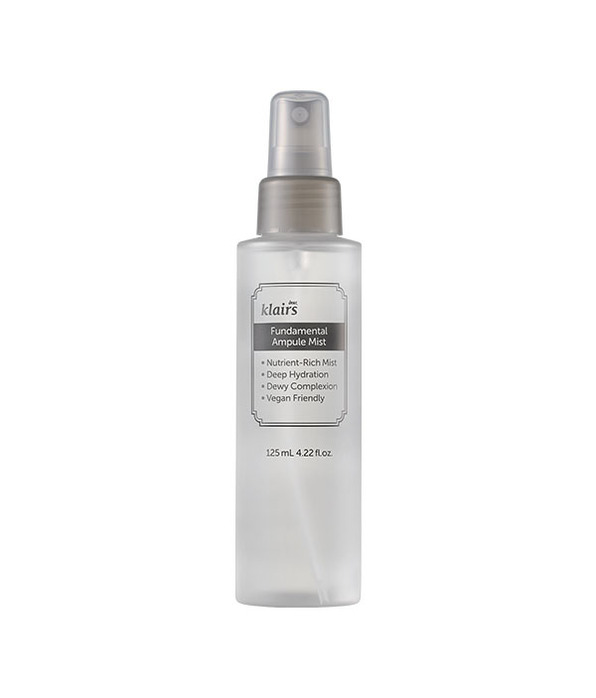 dear,
klairs
Fundamental
Ampule Mist
• Nutrient-Rich Mist
• Deep Hydration
• Dewy Complexion
• Vegan Friendly
125 mL 4.22 fl.oz.